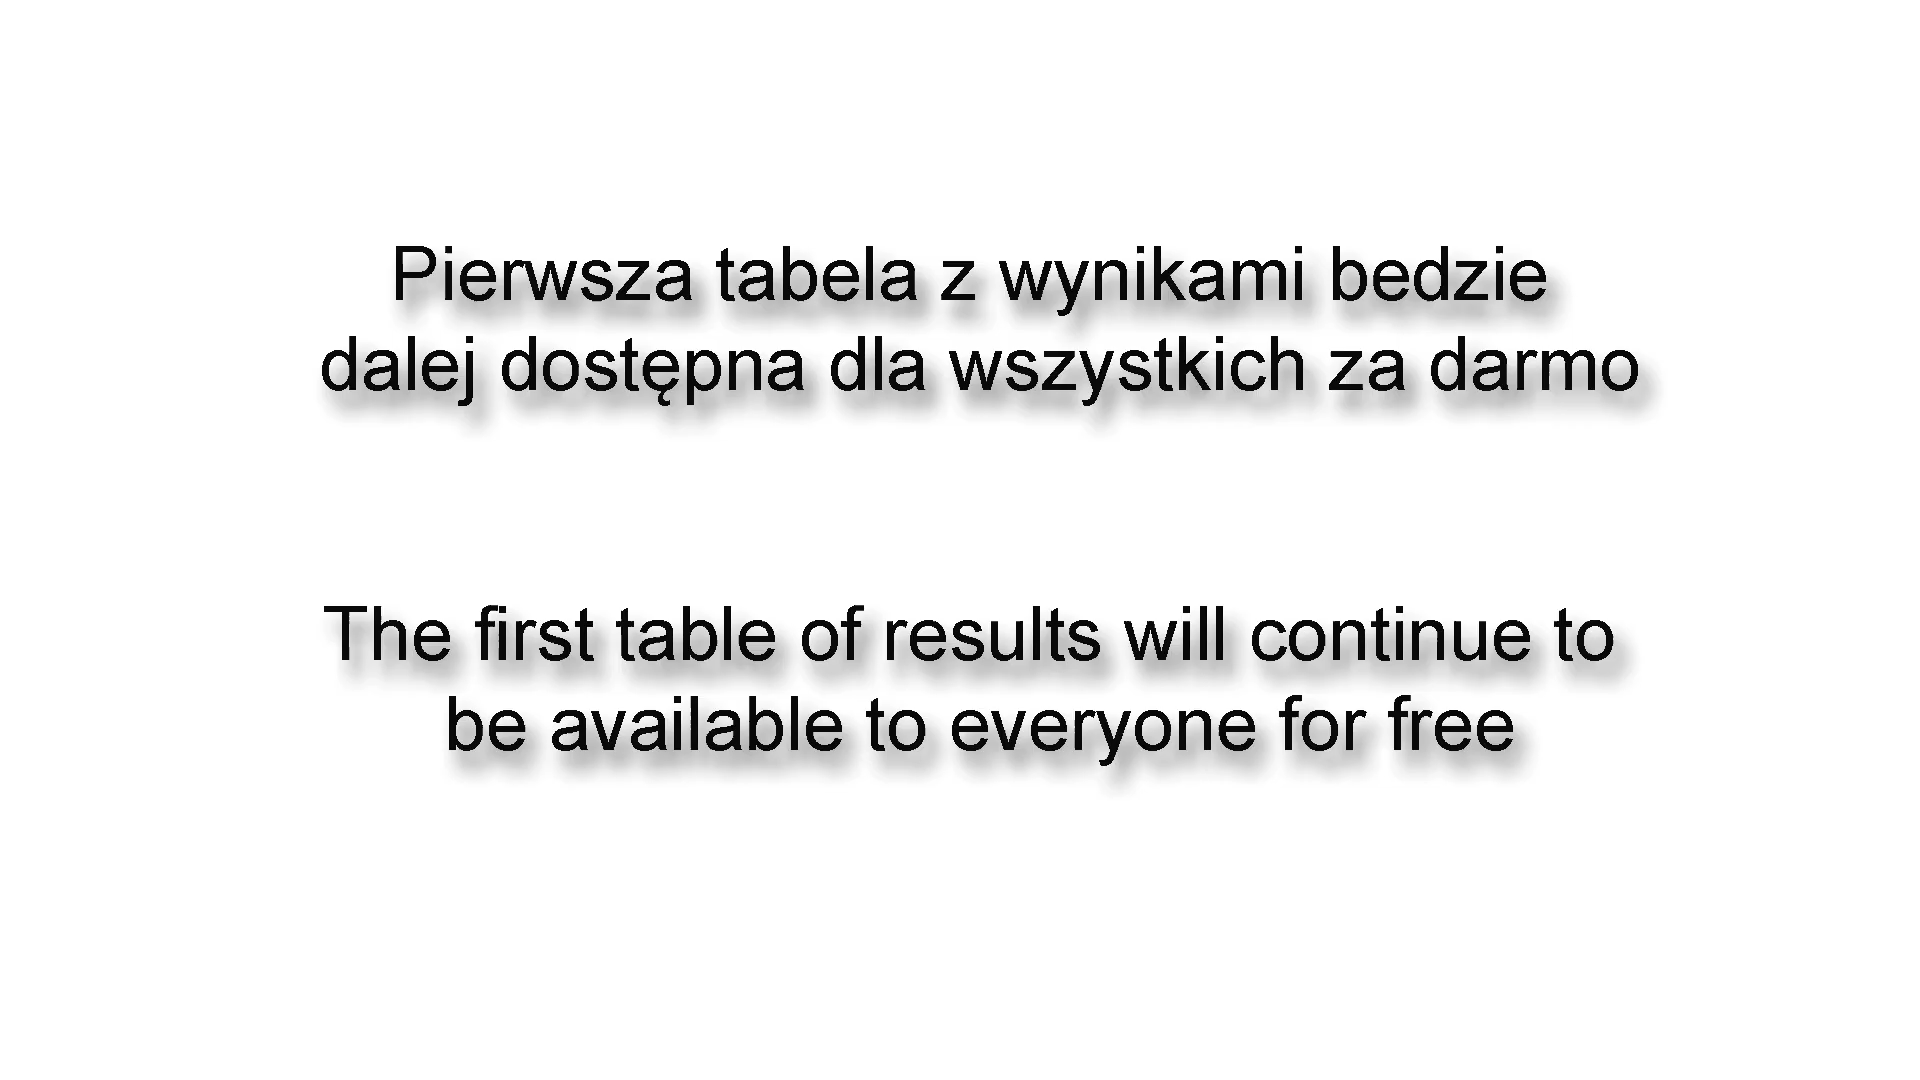 Pierwsza tabela z wynikami bedzie
dalej dostępna dla wszystkich za darmo
The first table of results will continue to
be available to everyone for free